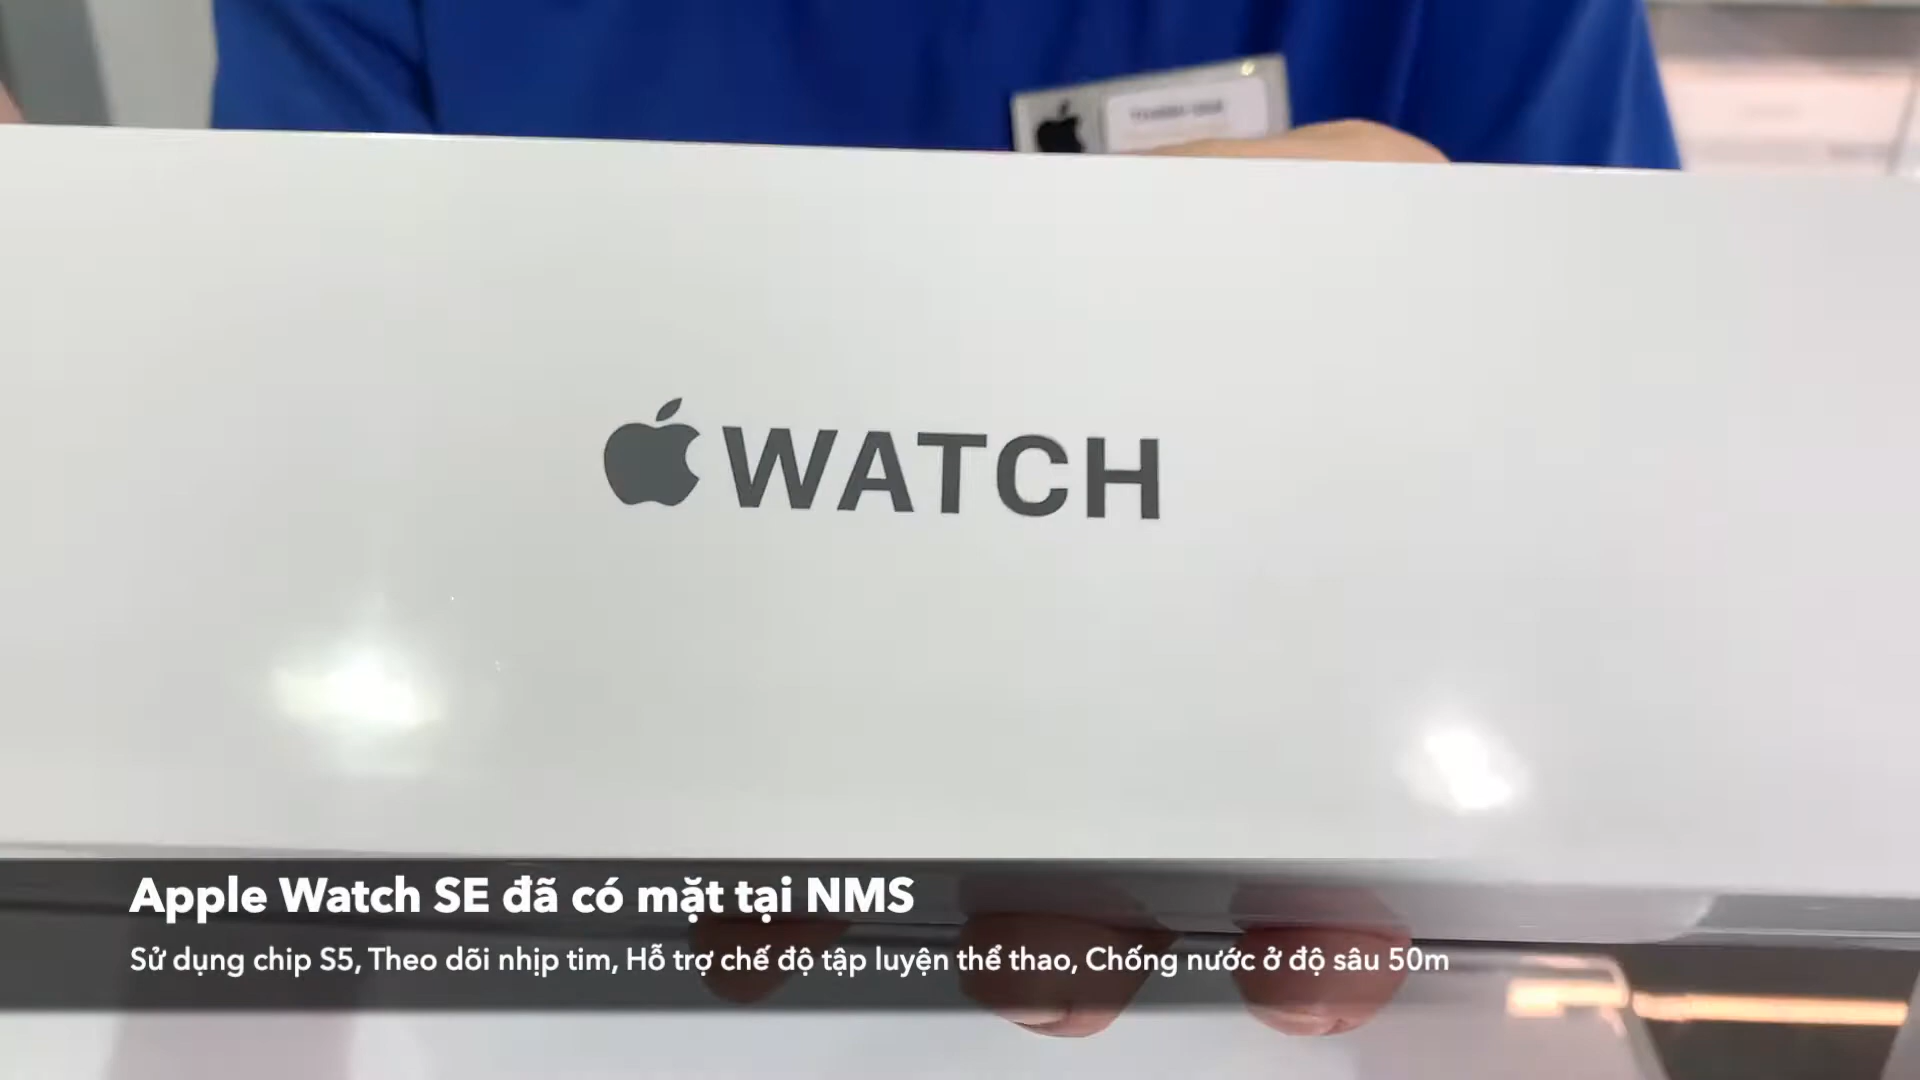 WATCH
Apple Watch SE đã có mặt tại NMS
Sử dụng chip S5, Theo dõi nhịp tim, Hỗ trợ chế độ tập luyện thể thao, Chống nước ở độ sâu 50m